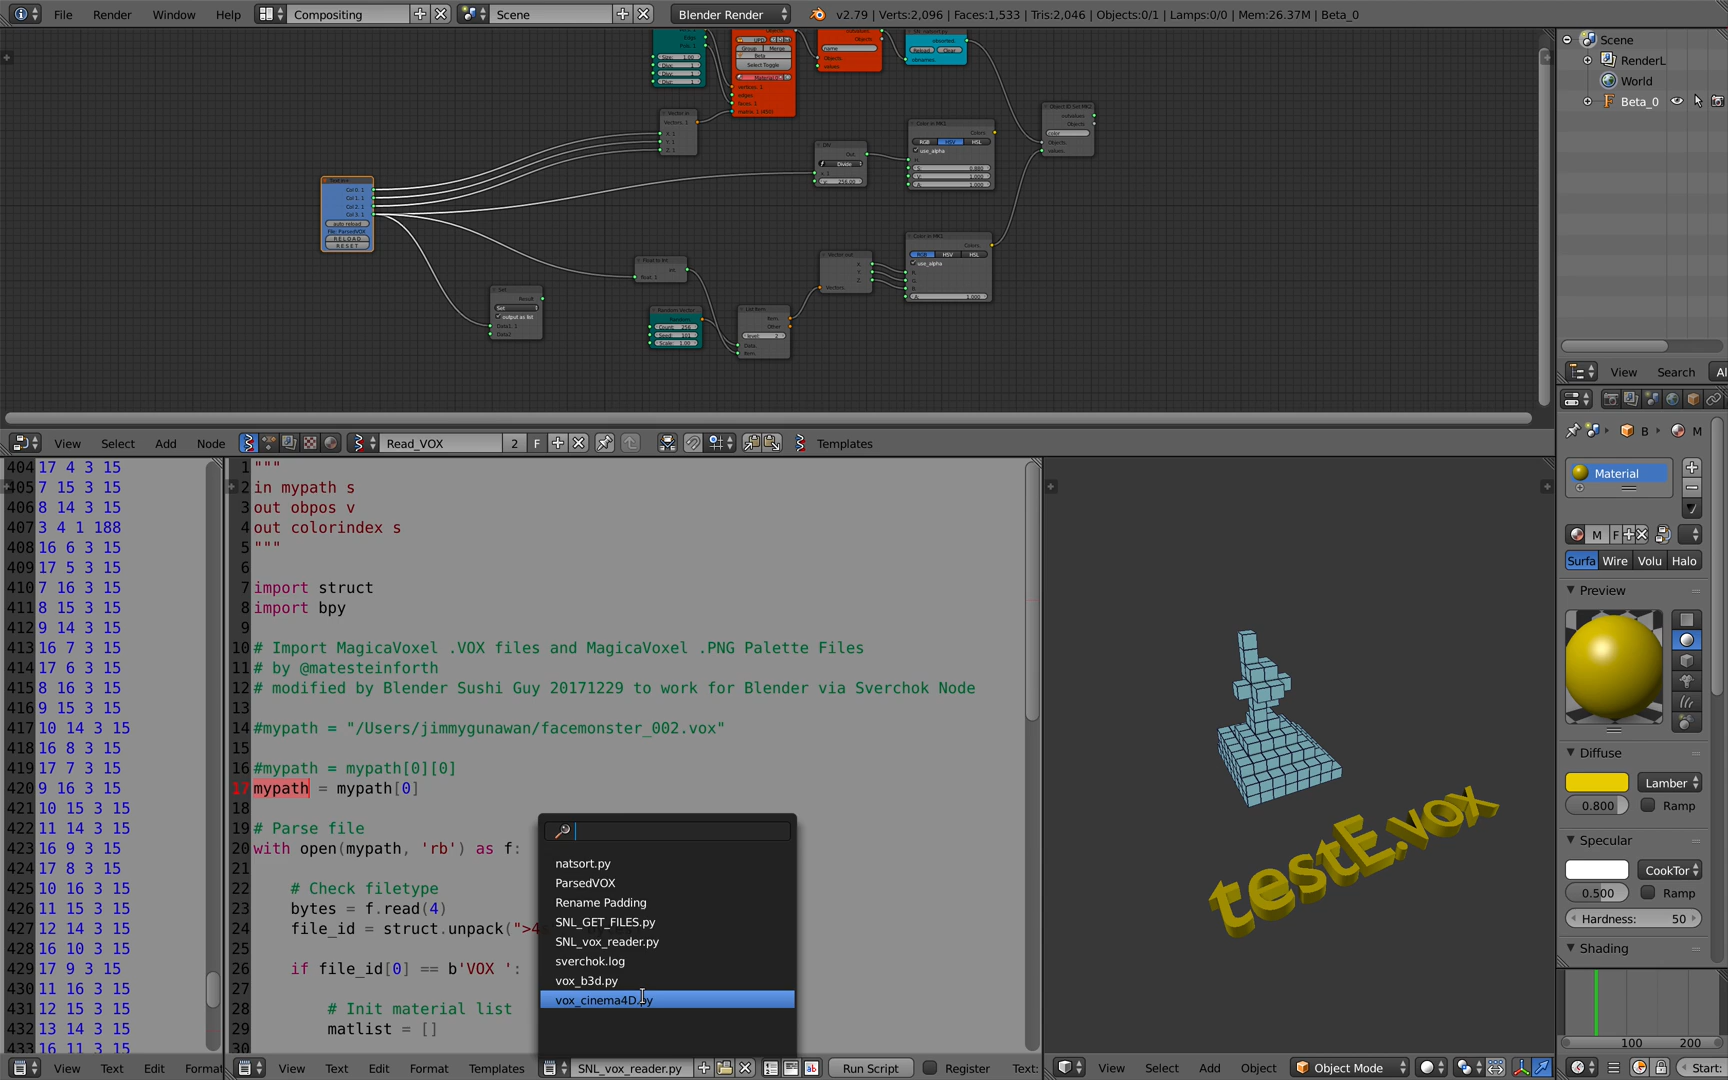 File Render Window Help Compositing Scene Blender Render v2.79 | Verts:2,096 | Faces:1,533 | Tris:2,046 | Objects:0/1 | Lamps:0/0 | Mem:26.37M | Beta_0
Scene
RenderL
World
Beta_0
View Search Al
View Select Add Node Read_VOX 2 F Templates
404 17 4 3 15
405 7 15 3 15
406 8 14 3 15
407 3 4 1 188
408 16 6 3 15
409 17 5 3 15
410 7 16 3 15
411 8 15 3 15
412 9 14 3 15
413 16 7 3 15
414 17 6 3 15
415 8 16 3 15
416 9 15 3 15
417 10 14 3 15
418 16 8 3 15
419 17 7 3 15
420 9 16 3 15
421 10 15 3 15
422 11 14 3 15
423 16 9 3 15
424 17 8 3 15
425 10 16 3 15
426 11 15 3 15
427 12 14 3 15
428 16 10 3 15
429 17 9 3 15
430 11 16 3 15
431 12 15 3 15
432 13 14 3 15
433 16 11 3 15
View Text Edit Format
1 """
2 in mypath s
3 out obpos v
4 out colorindex s
5 """
6
7 import struct
8 import bpy
9
10 # Import MagicaVoxel .VOX files and MagicaVoxel .PNG Palette Files
11 # by @matesteinforth
12 # modified by Blender Sushi Guy 20171229 to work for Blender via Sverchok Node
13
14 #mypath = "/Users/jimmygunawan/facemonster_002.vox"
15
16 #mypath = mypath[0][0]
17 mypath = mypath[0]
18
19 # Parse file
20 with open(mypath, 'rb') as f:
21
22 # Check filetype
23 bytes = f.read(4)
24 file_id = struct.unpack(">4
25
26 if file_id[0] == b'VOX ':
27
28 # Init material list
29 matlist = []
30
natsort.py
ParsedVOX
Rename Padding
SNL_GET_FILES.py
SNL_vox_reader.py
sverchok.log
vox_b3d.py
vox_cinema4D.py
View Text Edit Format Templates SNL_vox_reader.py Run Script Register Text:
testE.vox
View Select Add Object Object Mode
B M
Material
M F
Surfa Wire Volu Halo
Preview
Diffuse
Lamber
0.800 Ramp
Specular
CookTor
0.500 Ramp
Hardness: 50
Shading
100 200
Start: